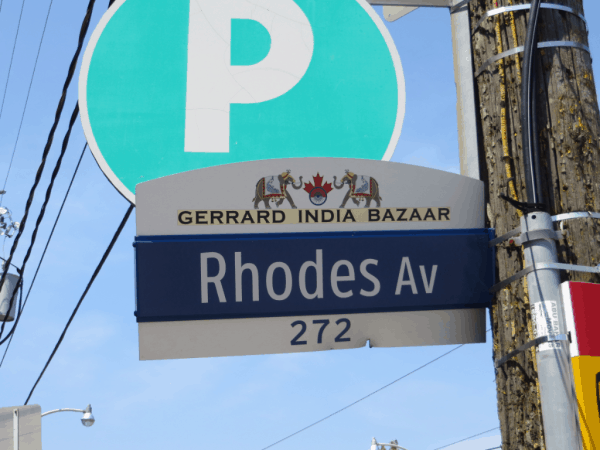 P
GERRARD INDIA BAZAAR
Rhodes Av
272